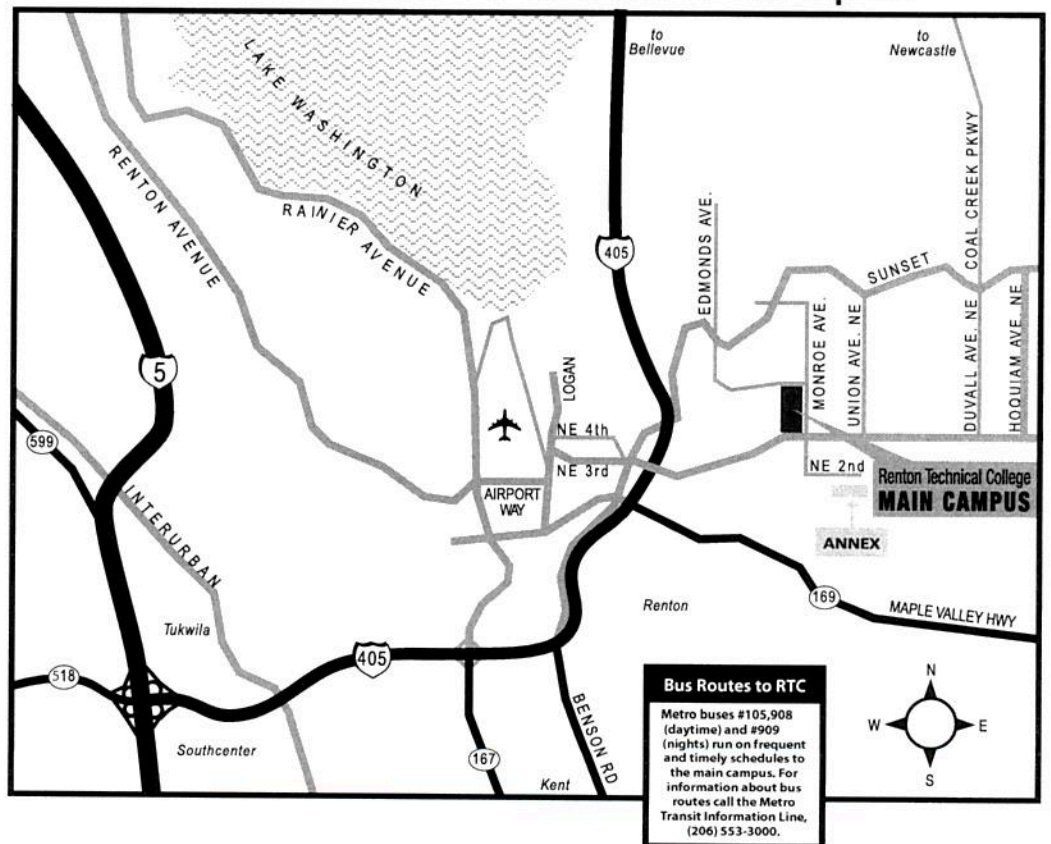 to
Bellevue
to
Newcastle
LAKE WASHINGTON
RENTON AVENUE
RAINIER AVENUE
405
EDMONDS AVE.
SUNSET
COAL CREEK PKWY
MONROE AVE.
UNION AVE. NE
DUVALL AVE. NE
HOQUIAM AVE. NE
5
LOGAN
599
NE 4th
NE 3rd
NE 2nd
AIRPORT
WAY
Renton Technical College
MAIN CAMPUS
INTERURBAN
ANNEX
169
MAPLE VALLEY HWY
Renton
Tukwila
405
518
Southcenter
167
Kent
BENSON RD
Bus Routes to RTC
Metro buses #105,908
(daytime) and #909
(nights) run on frequent
and timely schedules to
the main campus. For
information about bus
routes call the Metro
Transit Information Line,
(206) 553-3000.
N
W
E
S